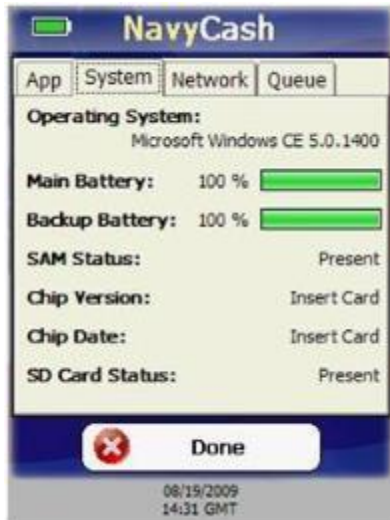 NavyCash
App System Network Queue
Operating System:
Microsoft Windows CE 5.0.1400
Main Battery: 100 %
Backup Battery: 100 %
SAM Status: Present
Chip Version: Insert Card
Chip Date: Insert Card
SD Card Status: Present
Done
08/19/2009
14:31 GMT